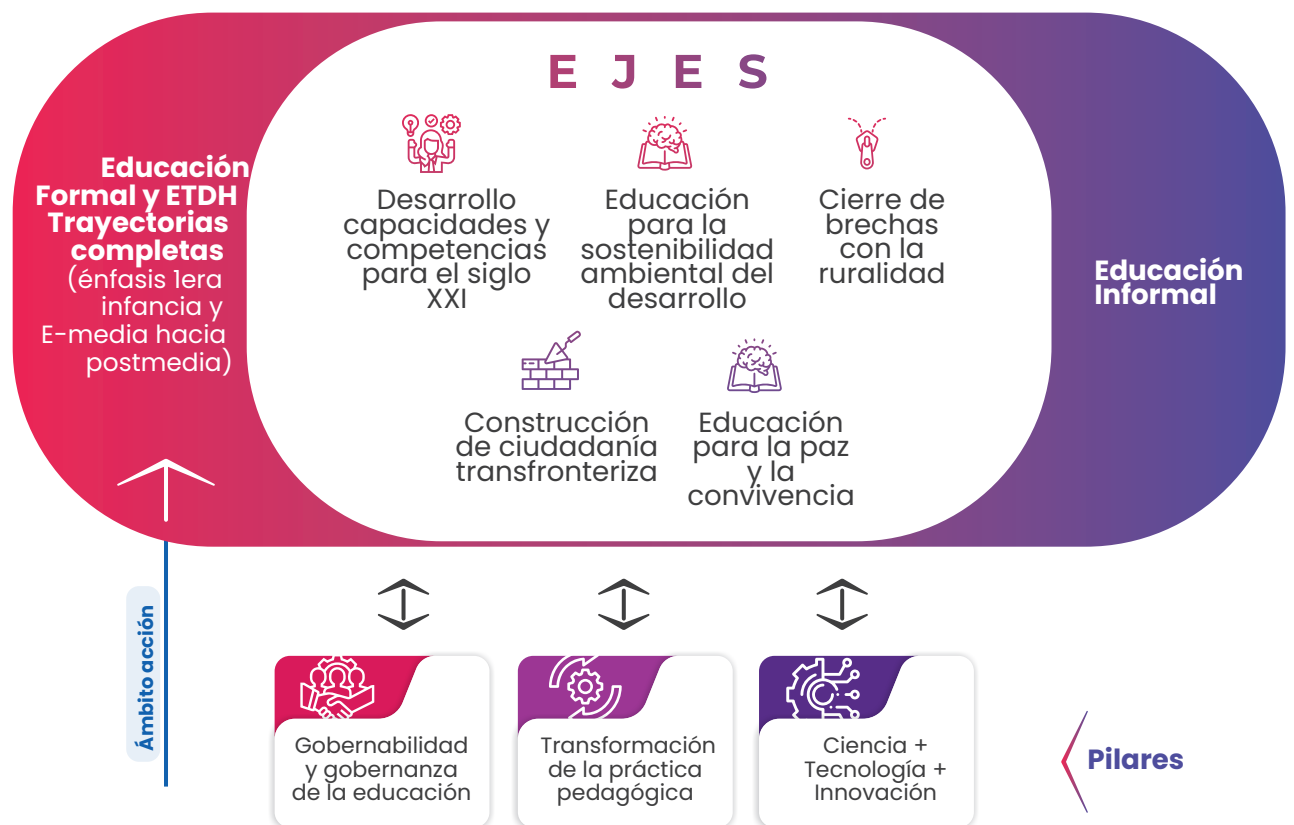 E J E S
Educación
Formal y ETDH
Trayectorias
completas
(énfasis 1era
infancia y
E-media hacia
postmedia)
Desarrollo
capacidades y
competencias
para el siglo
XXI
Educación
para la
sostenibilidad
ambiental del
desarrollo
Cierre de
brechas
con la
ruralidad
Educación
Informal
Construcción
de ciudadanía
transfronteriza
Educación
para la paz
y la
convivencia
Ámbito acción
Gobernabilidad
y gobernanza
de la educación
Transformación
de la práctica
pedagógica
Ciencia +
Tecnología +
Innovación
Pilares